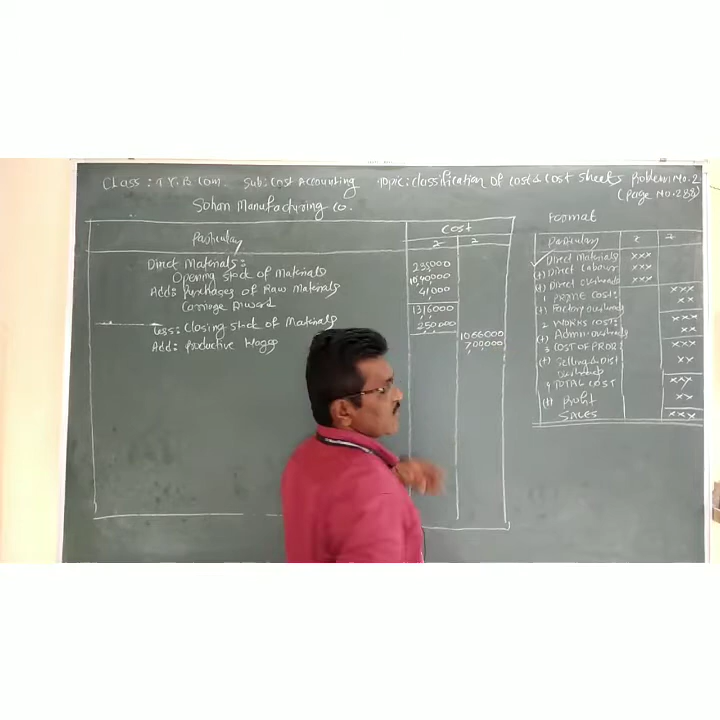 Class: T.Y.B.Com. Sub: Cost Accounting Topic: classification of cost & Cost Sheets Problem No. 2
(Page No. 288)
Sohan Manufacturing Co.
Particulars Cost
Direct Materials:
Opening stock of Materials 235000
Add: Purchases of Raw Materials 1040000
Carriage Inward 41000
1316000
Less: Closing stock of Materials 250000
1066000
Add: Productive Wages 700000
Format
Particulars
Direct Materials xxx
(+) Direct Labour xxx
(+) Direct overheads xxx
1 PRIME COST: xxx
(+) Factory overheads xx
2 WORKS COST: xxx
(+) Admin. overheads xx
3 COST OF PROD: xxx
(+) Selling & Dist xx
overheads
4 TOTAL COST xxx
(+) Profit xx
SALES xxx